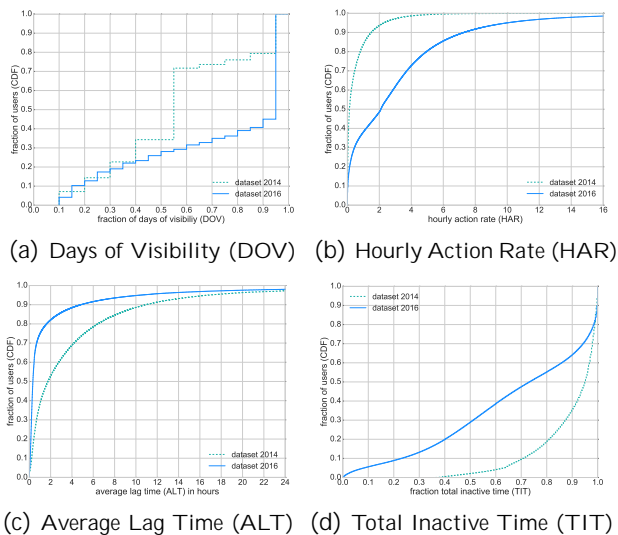 1.0
0.9
0.8
0.7
0.6
0.5
0.4
0.3
0.2
0.1
0.0 0.1 0.2 0.3 0.4 0.5 0.6 0.7 0.8 0.9 1.0
fraction of users (CDF)
fraction of days of visibiliy (DOV)
dataset 2014
dataset 2016
(a) Days of Visibility (DOV)
1.0
0.9
0.8
0.7
0.6
0.5
0.4
0.3
0.2
0.1
0 2 4 6 8 10 12 14 16
fraction of users (CDF)
hourly action rate (HAR)
dataset 2014
dataset 2016
(b) Hourly Action Rate (HAR)
1.0
0.9
0.8
0.7
0.6
0.5
0.4
0.3
0.2
0.1
0.0
0 2 4 6 8 10 12 14 16 18 20 22 24
fraction of users (CDF)
average lag time (ALT) in hours
dataset 2014
dataset 2016
(c) Average Lag Time (ALT)
1.0
0.9
0.8
0.7
0.6
0.5
0.4
0.3
0.2
0.1
0.0
0.0 0.1 0.2 0.3 0.4 0.5 0.6 0.7 0.8 0.9 1.0
fraction of users (CDF)
fraction total inactive time (TIT)
dataset 2014
dataset 2016
(d) Total Inactive Time (TIT)